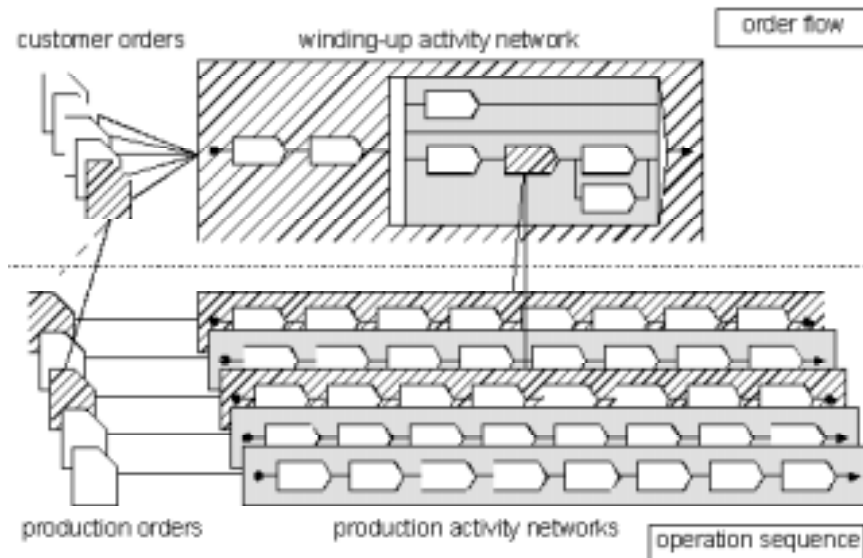 customer orders
winding-up activity network
order flow
production orders
production activity networks
operation sequence